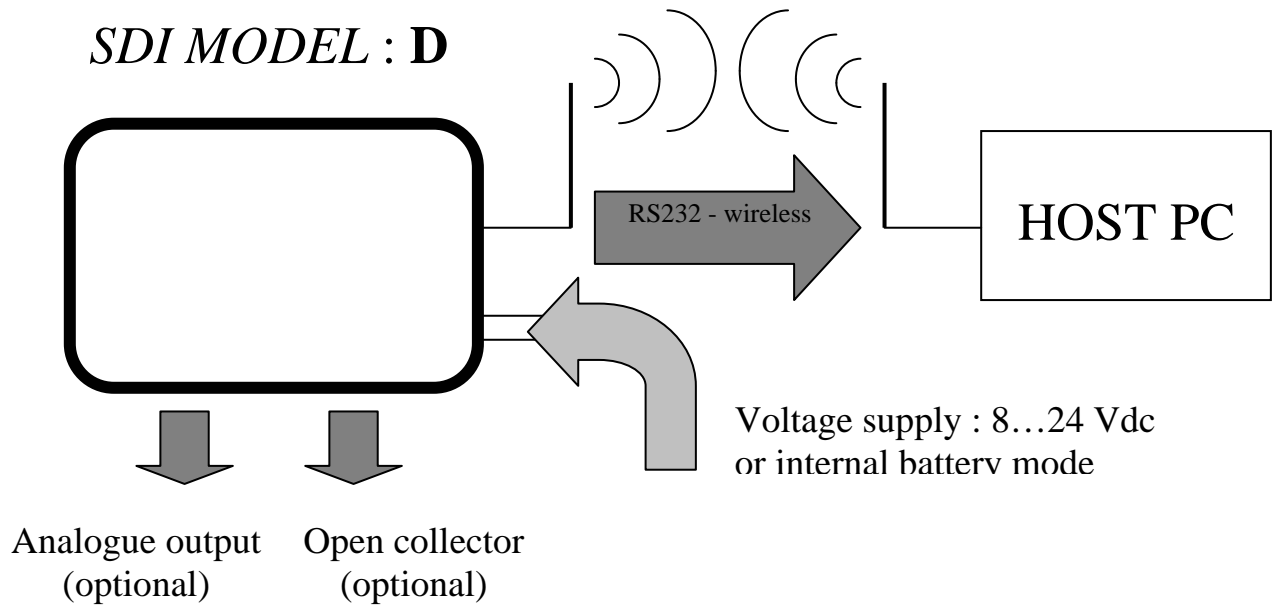 SDI MODEL : D
RS232 - wireless
HOST PC
Voltage supply : 8…24 Vdc
or internal battery mode
Analogue output
(optional)
Open collector
(optional)